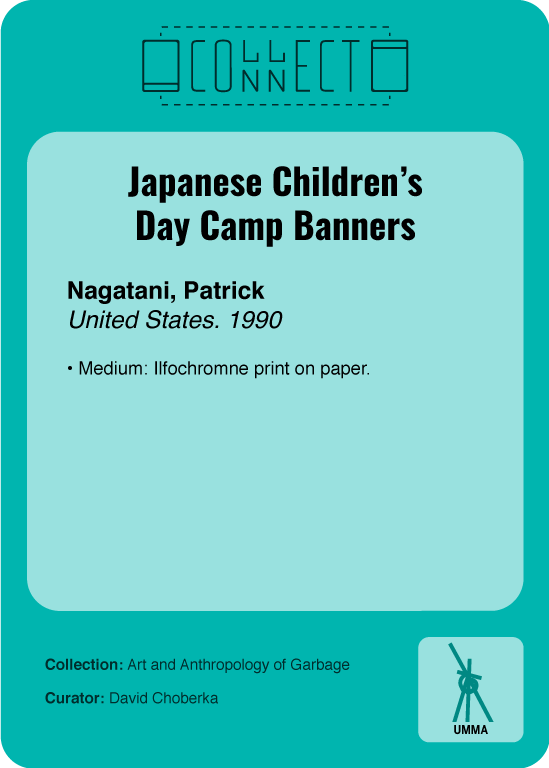 COLLECT
CONNECT
Japanese Children’s
Day Camp Banners
Nagatani, Patrick
United States. 1990
• Medium: Ilfochromne print on paper.
Collection: Art and Anthropology of Garbage
Curator: David Choberka
UMMA